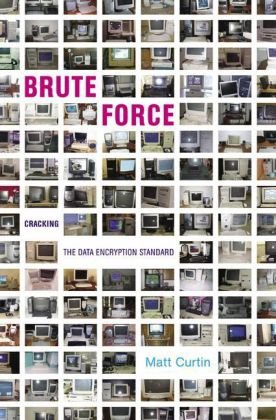 BRUTE
FORCE
CRACKING
THE DATA ENCRYPTION STANDARD
Matt Curtin